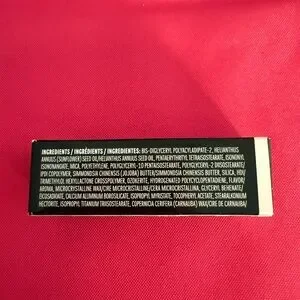 INGREDIENTS / INGRÉDIENTS / INGREDIENTES: BIS-DIGLYCERYL POLYACYLADIPATE-2, HELIANTHUS
ANNUUS (SUNFLOWER) SEED OIL/HELIANTHUS ANNUUS SEED OIL, PENTAERYTHRITYL TETRAISOSTEARATE, ISONONYL
ISONONANOATE, MICA, POLYETHYLENE, POLYGLYCERYL-10 PENTAISOSTEARATE, POLYGLYCERYL-2 DIISOSTEARATE/
IPDI COPOLYMER, SIMMONDSIA CHINENSIS (JOJOBA) BUTTER/SIMMONDSIA CHINENSIS BUTTER, SILICA, HDI/
TRIMETHYLOL HEXYLLACTONE CROSSPOLYMER, OZOKERITE, HYDROGENATED POLYCYCLOPENTADIENE, FLAVOR/
AROMA, MICROCRYSTALLINE WAX/CIRE MICROCRISTALLINE/CERA MICROCRISTALLINA, GLYCERYL BEHENATE/
EICOSADIOATE, CALCIUM ALUMINUM BOROSILICATE, ISOPROPYL MYRISTATE, TOCOPHERYL ACETATE, STEARALKONIUM
HECTORITE, ISOPROPYL TITANIUM TRIISOSTEARATE, COPERNICIA CERIFERA (CARNAUBA) WAX/CIRE DE CARNAUBA/